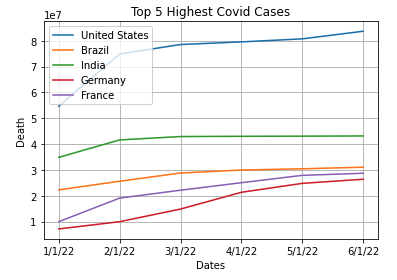 Top 5 Highest Covid Cases
1e7
United States
Brazil
India
Germany
France
8
7
6
5
4
3
2
1
Death
1/1/22 2/1/22 3/1/22 4/1/22 5/1/22 6/1/22
Dates